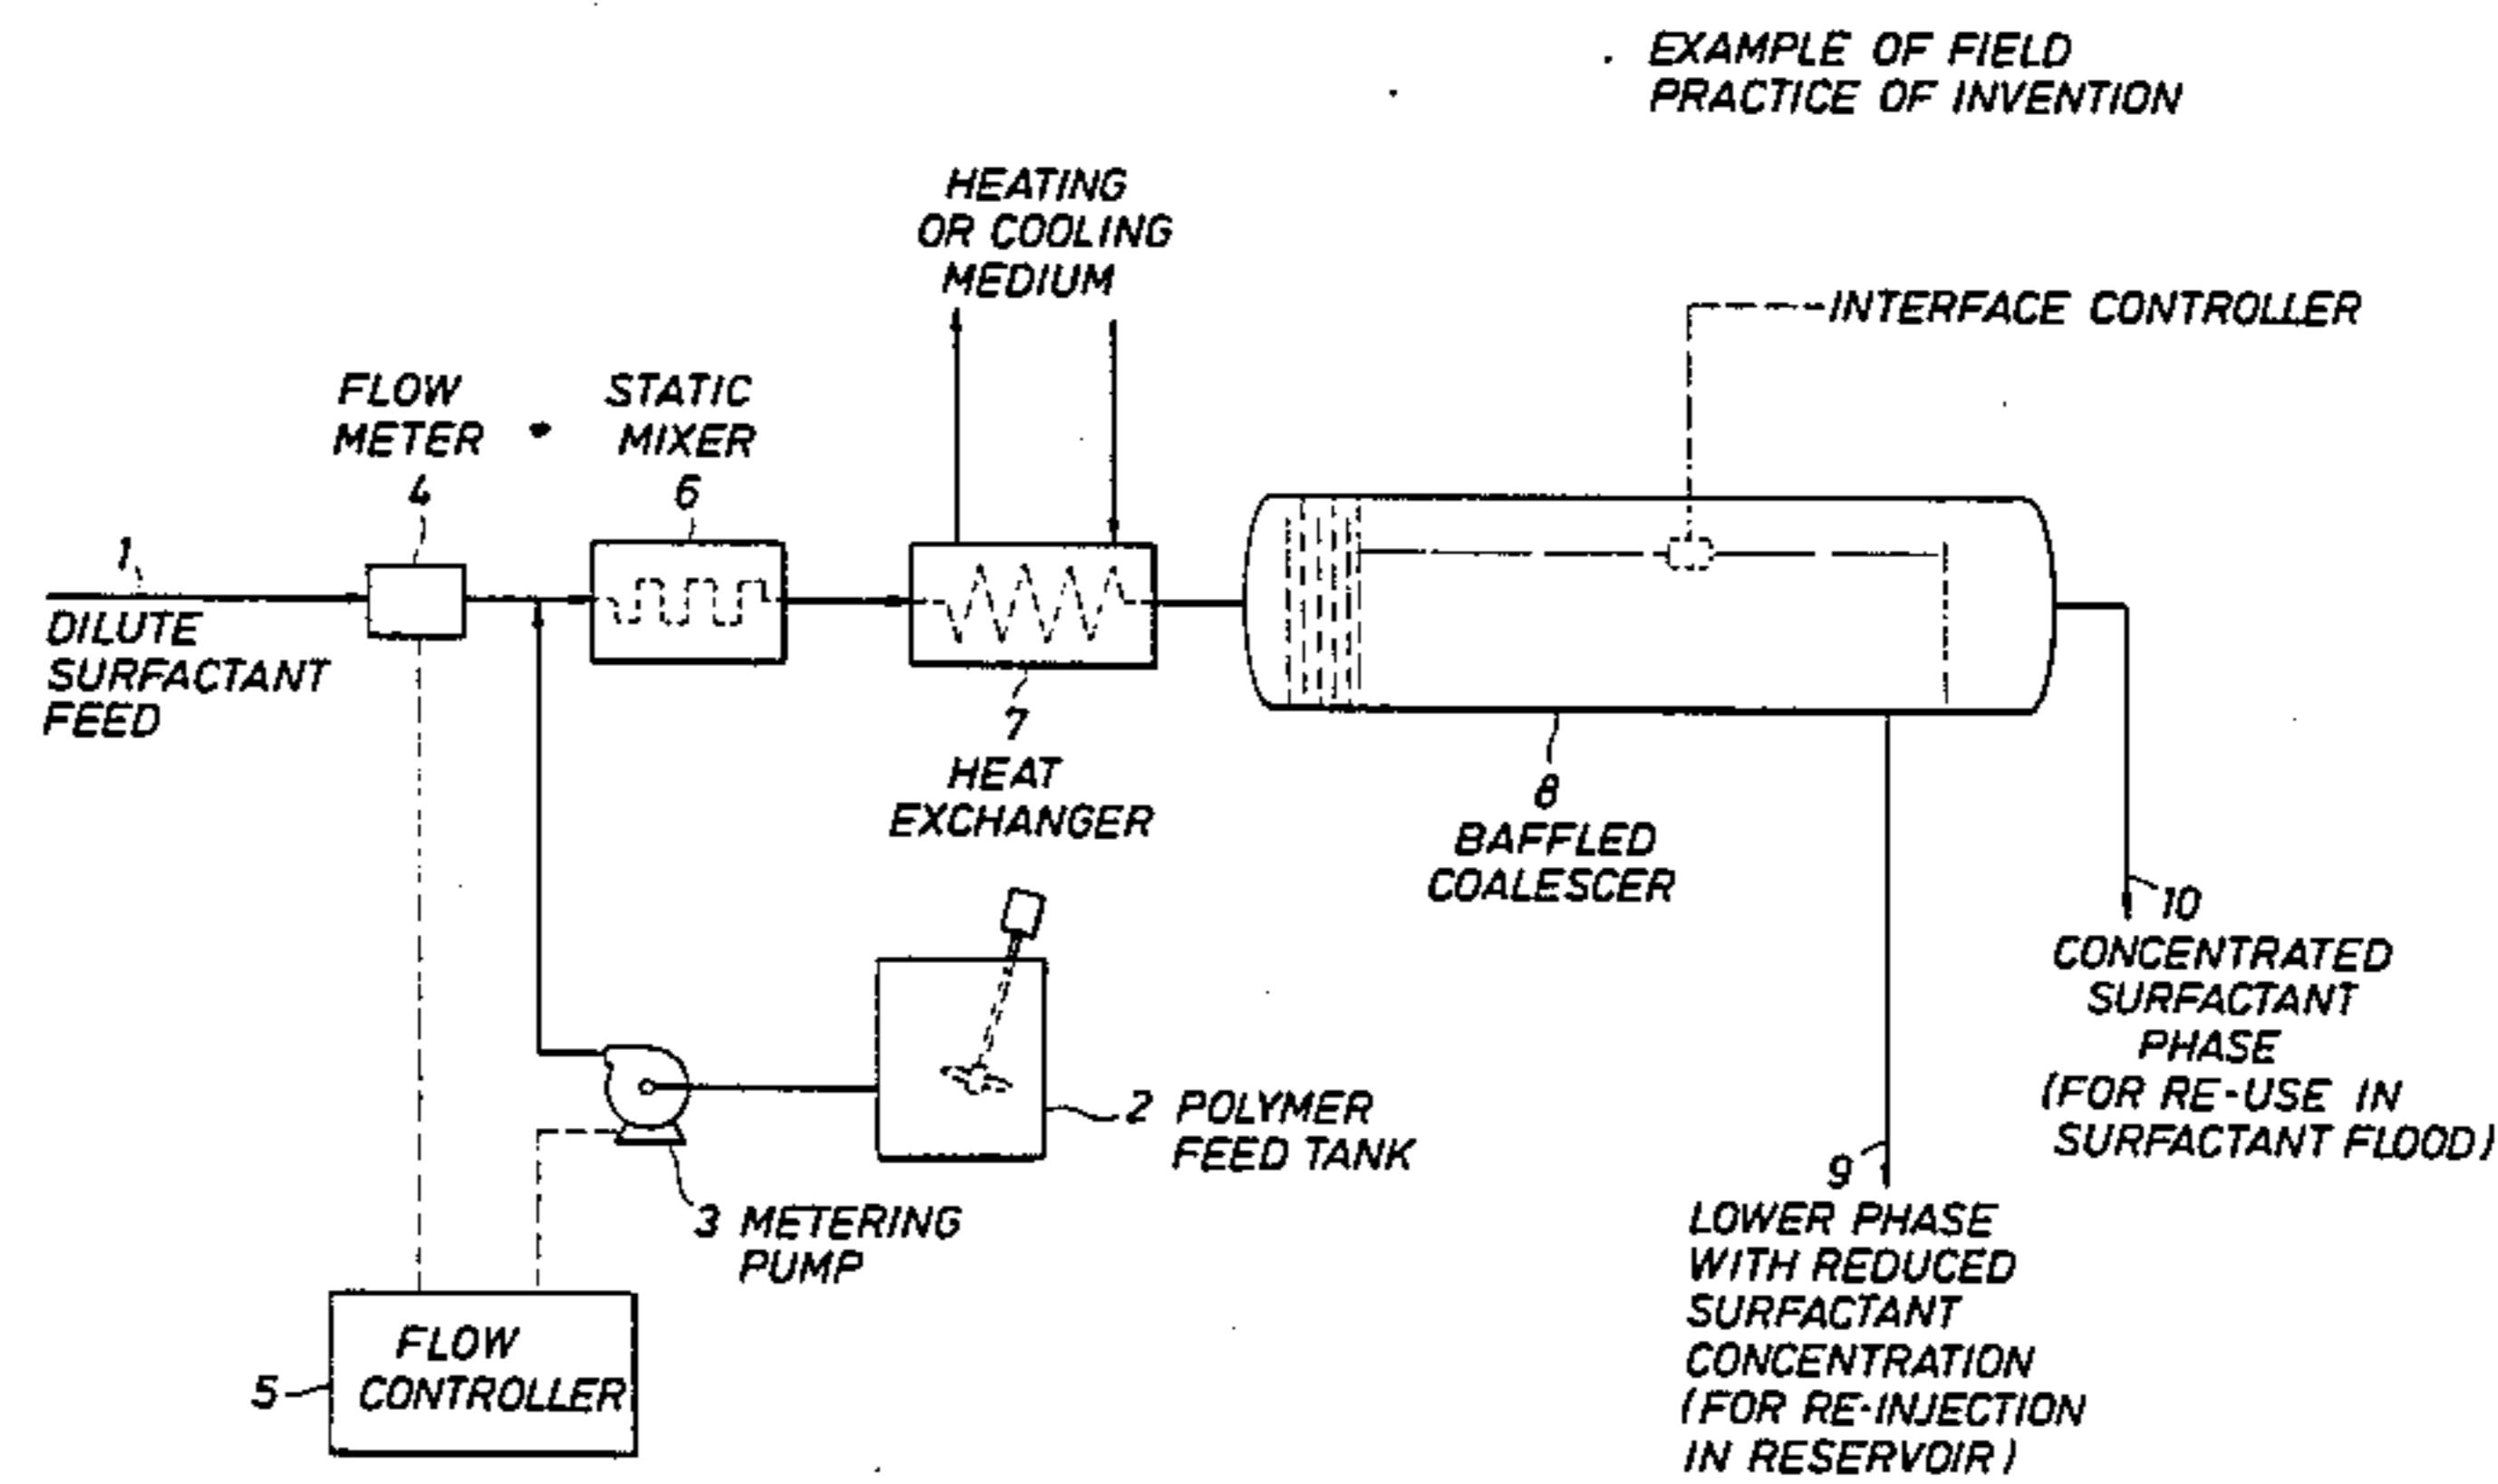 EXAMPLE OF FIELD
PRACTICE OF INVENTION
HEATING
OR COOLING
MEDIUM
INTERFACE CONTROLLER
FLOW
METER
4
STATIC
MIXER
6
1
DILUTE
SURFACTANT
FEED
7
HEAT
EXCHANGER
8
BAFFLED
COALESCER
10
CONCENTRATED
SURFACTANT
PHASE
(FOR RE-USE IN
SURFACTANT FLOOD)
2 POLYMER
FEED TANK
3 METERING
PUMP
9
LOWER PHASE
WITH REDUCED
SURFACTANT
CONCENTRATION
(FOR RE-INJECTION
IN RESERVOIR)
5
FLOW
CONTROLLER